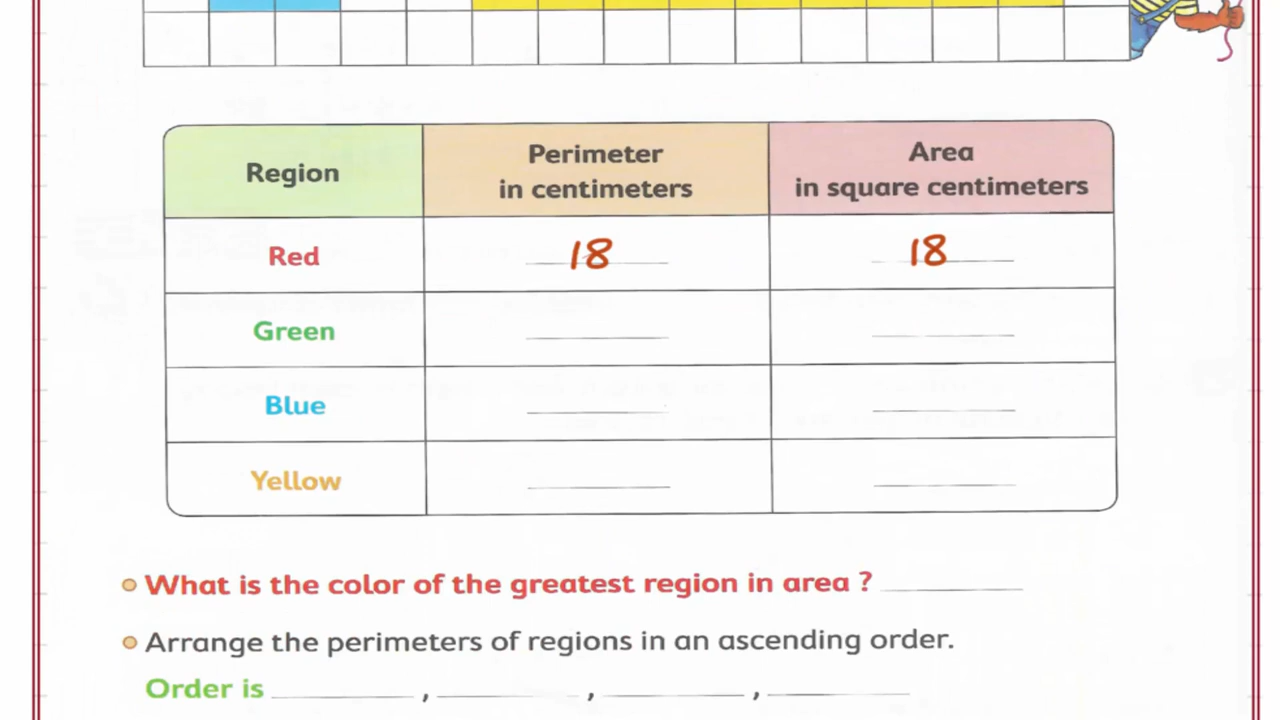 Region
Perimeter
in centimeters
Area
in square centimeters
Red
18
18
Green
Blue
Yellow
What is the color of the greatest region in area ?
Arrange the perimeters of regions in an ascending order.
Order is , , ,